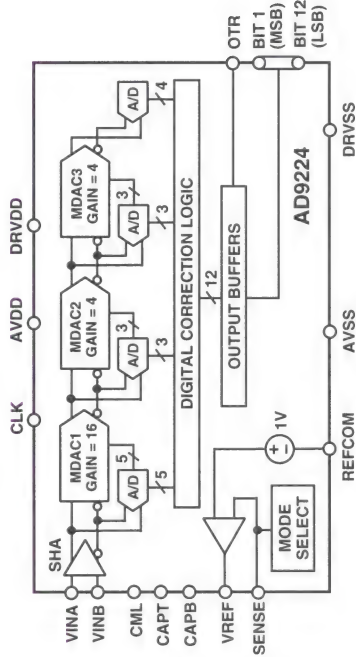 CLK
AVDD
DRVDD
VINA
VINB
CML
CAPT
CAPB
VREF
SENSE
SHA
MDAC1
GAIN = 16
MDAC2
GAIN = 4
MDAC3
GAIN = 4
A/D
A/D
A/D
A/D
5
5
3
3
3
3
4
DIGITAL CORRECTION LOGIC
12
OUTPUT BUFFERS
1V
MODE
SELECT
AD9224
OTR
BIT 1
(MSB)
BIT 12
(LSB)
REFCOM
AVSS
DRVSS